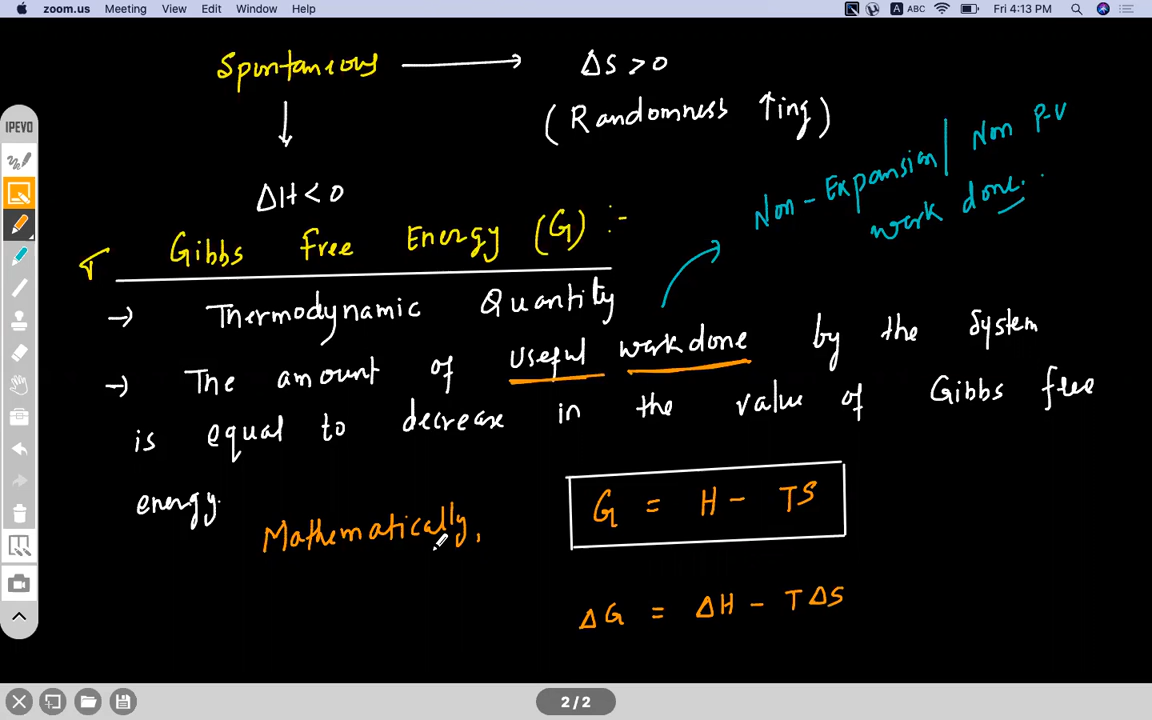 zoom.us Meeting View Edit Window Help ABC Fri 4:13 PM
Spontaneous → ΔS > 0
(Randomness ↑ing)
↓
ΔH < 0
Non-Expansion/ Non P-V
work done..
Gibbs free Energy (G) :-
→ Thermodynamic Quantity
→ The amount of useful work done by the system
is equal to decrease in the value of Gibbs free
energy.
Mathematically, G = H - TS
ΔG = ΔH - TΔS
IPEVO
2/2